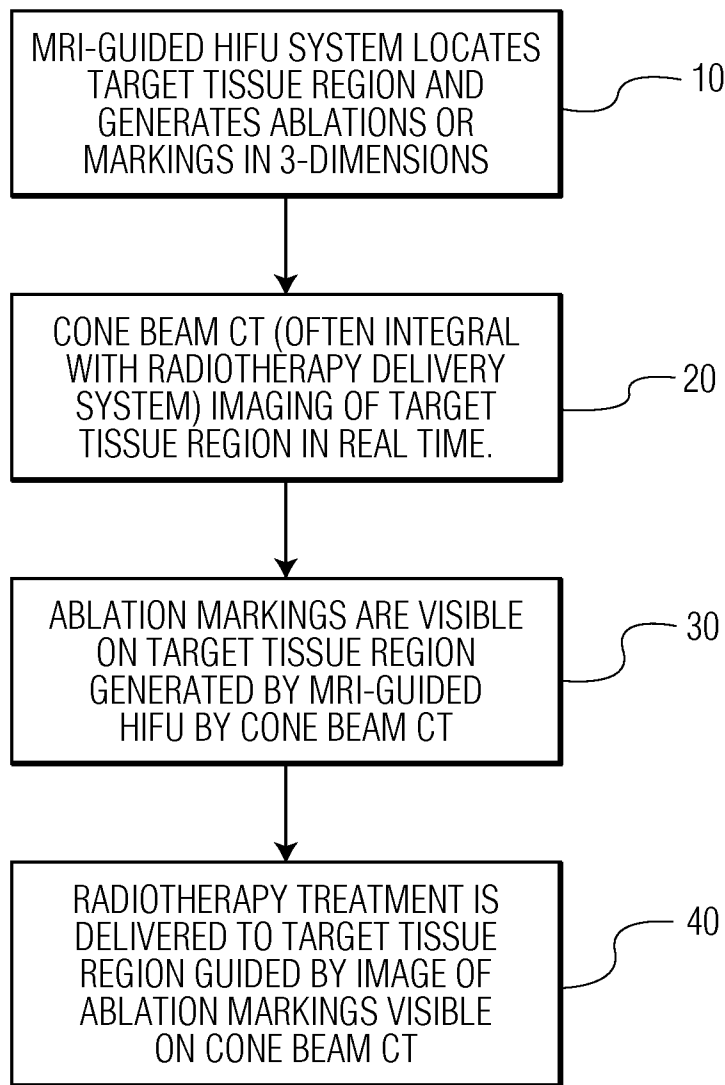 MRI-GUIDED HIFU SYSTEM LOCATES
TARGET TISSUE REGION AND
GENERATES ABLATIONS OR
MARKINGS IN 3-DIMENSIONS
10
CONE BEAM CT (OFTEN INTEGRAL
WITH RADIOTHERAPY DELIVERY
SYSTEM) IMAGING OF TARGET
TISSUE REGION IN REAL TIME.
20
ABLATION MARKINGS ARE VISIBLE
ON TARGET TISSUE REGION
GENERATED BY MRI-GUIDED
HIFU BY CONE BEAM CT
30
RADIOTHERAPY TREATMENT IS
DELIVERED TO TARGET TISSUE
REGION GUIDED BY IMAGE OF
ABLATION MARKINGS VISIBLE
ON CONE BEAM CT
40